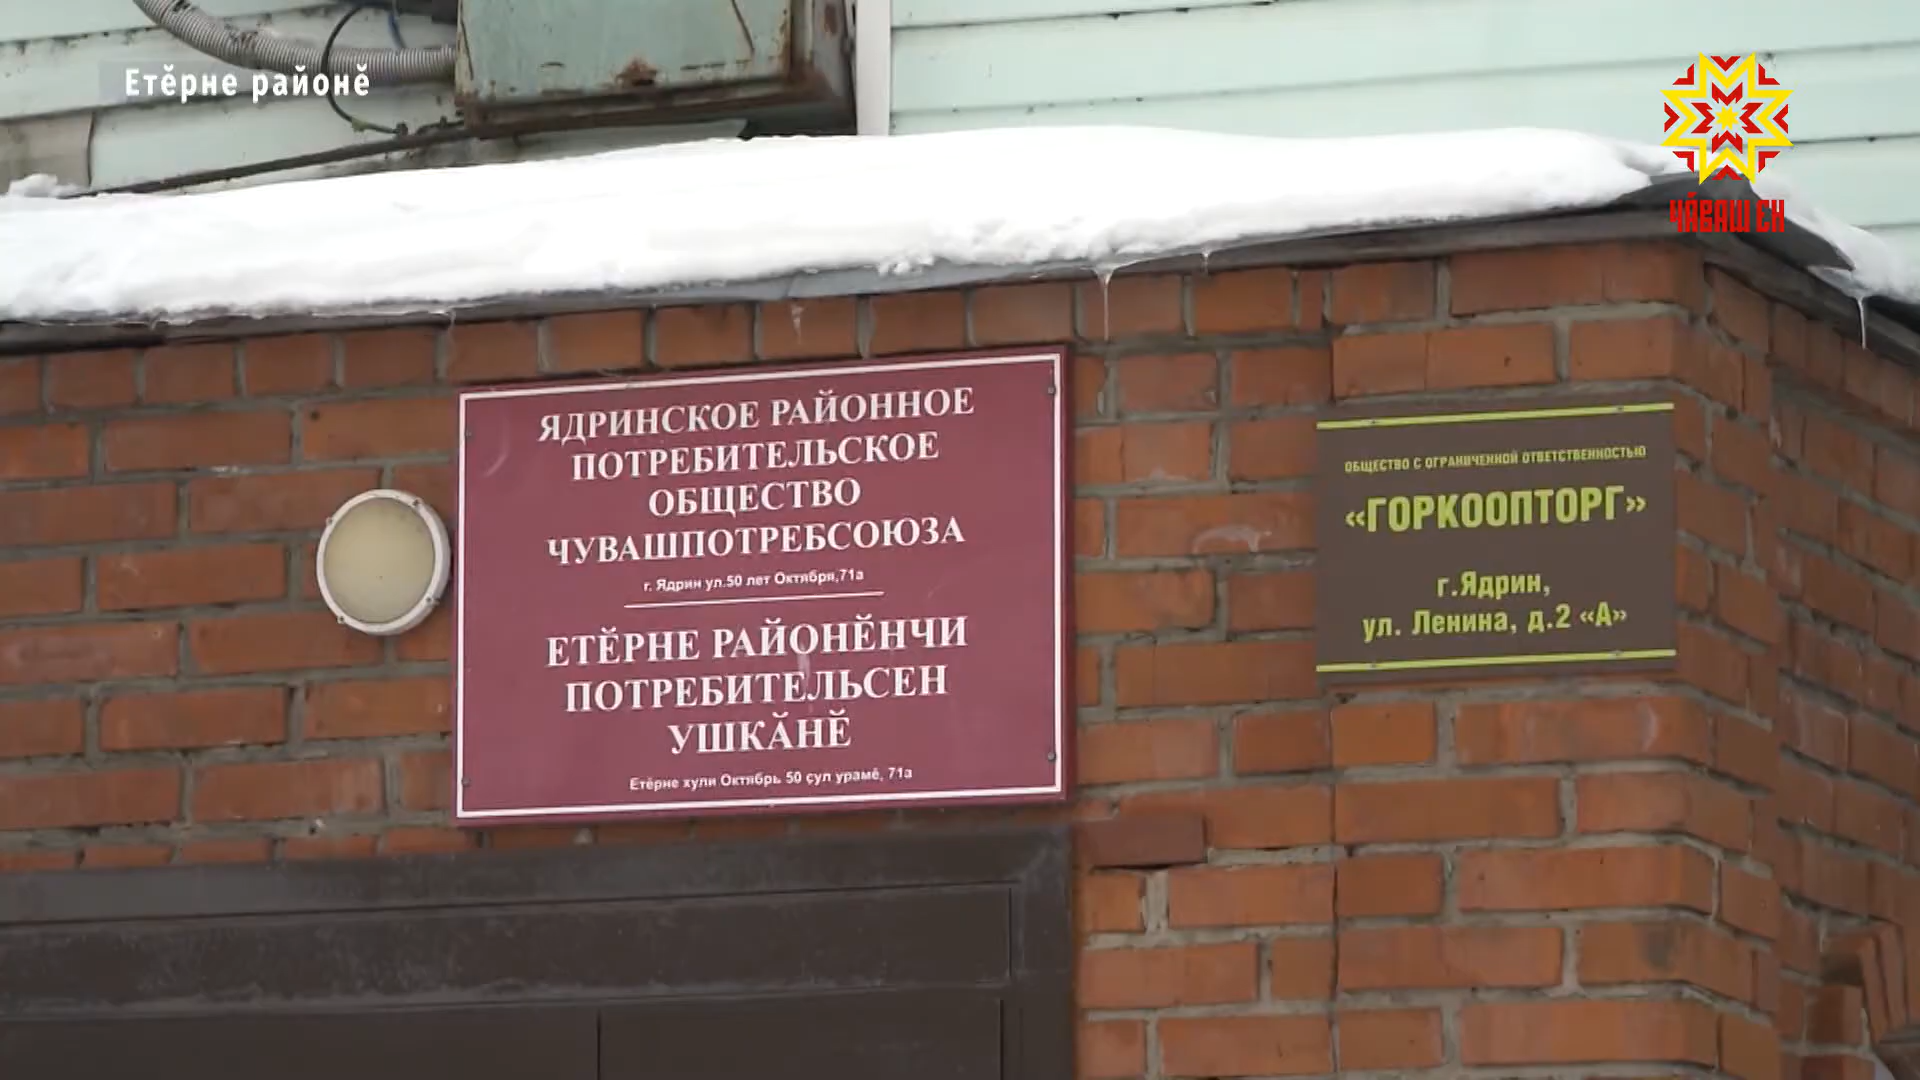 Етӗрне районӗ
ЧӐВАШ ЕН
ЯДРИНСКОЕ РАЙОННОЕ
ПОТРЕБИТЕЛЬСКОЕ
ОБЩЕСТВО
ЧУВАШПОТРЕБСОЮЗА
г. Ядрин ул.50 лет Октября,71а
ЕТӖРНЕ РАЙОНӖНЧИ
ПОТРЕБИТЕЛЬСЕН
УШКӐНӖ
Етӗрне хули Октябрь 50 ҫул урамӗ, 71а
ОБЩЕСТВО С ОГРАНИЧЕННОЙ ОТВЕТСТВЕННОСТЬЮ
«ГОРКООПТОРГ»
г.Ядрин,
ул. Ленина, д.2 «А»